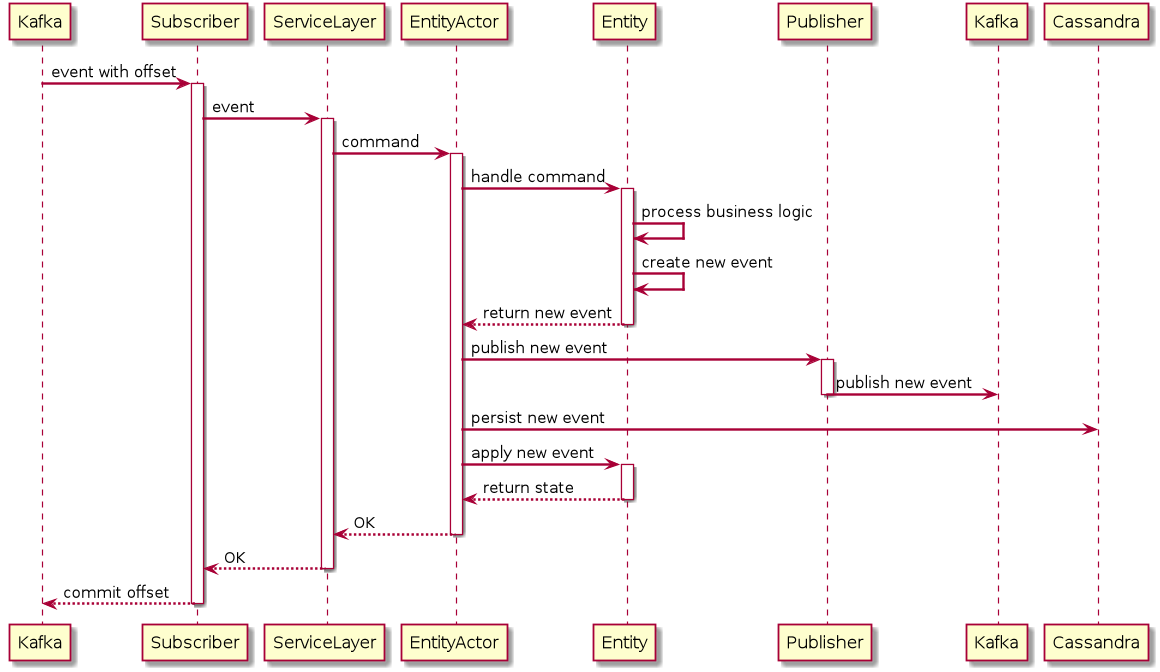 Kafka Subscriber ServiceLayer EntityActor Entity Publisher Kafka Cassandra
event with offset
event
command
handle command
process business logic
create new event
return new event
publish new event
publish new event
persist new event
apply new event
return state
OK
OK
commit offset
Kafka Subscriber ServiceLayer EntityActor Entity Publisher Kafka Cassandra